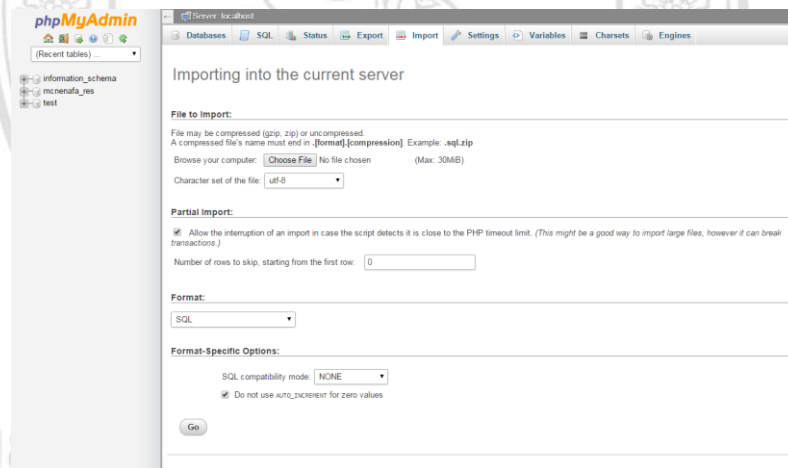 phpMyAdmin
(Recent tables) ...
information_schema
mcnenafa_res
test
Server: localhost
Databases SQL Status Export Import Settings Variables Charsets Engines
Importing into the current server
File to Import:
File may be compressed (gzip, zip) or uncompressed.
A compressed file's name must end in .[format].[compression]. Example: .sql.zip
Browse your computer: Choose File No file chosen (Max: 30MiB)
Character set of the file: utf-8
Partial Import:
Allow the interruption of an import in case the script detects it is close to the PHP timeout limit. (This might be a good way to import large files, however it can break
transactions.)
Number of rows to skip, starting from the first row: 0
Format:
SQL
Format-Specific Options:
SQL compatibility mode: NONE
Do not use AUTO_INCREMENT for zero values
Go